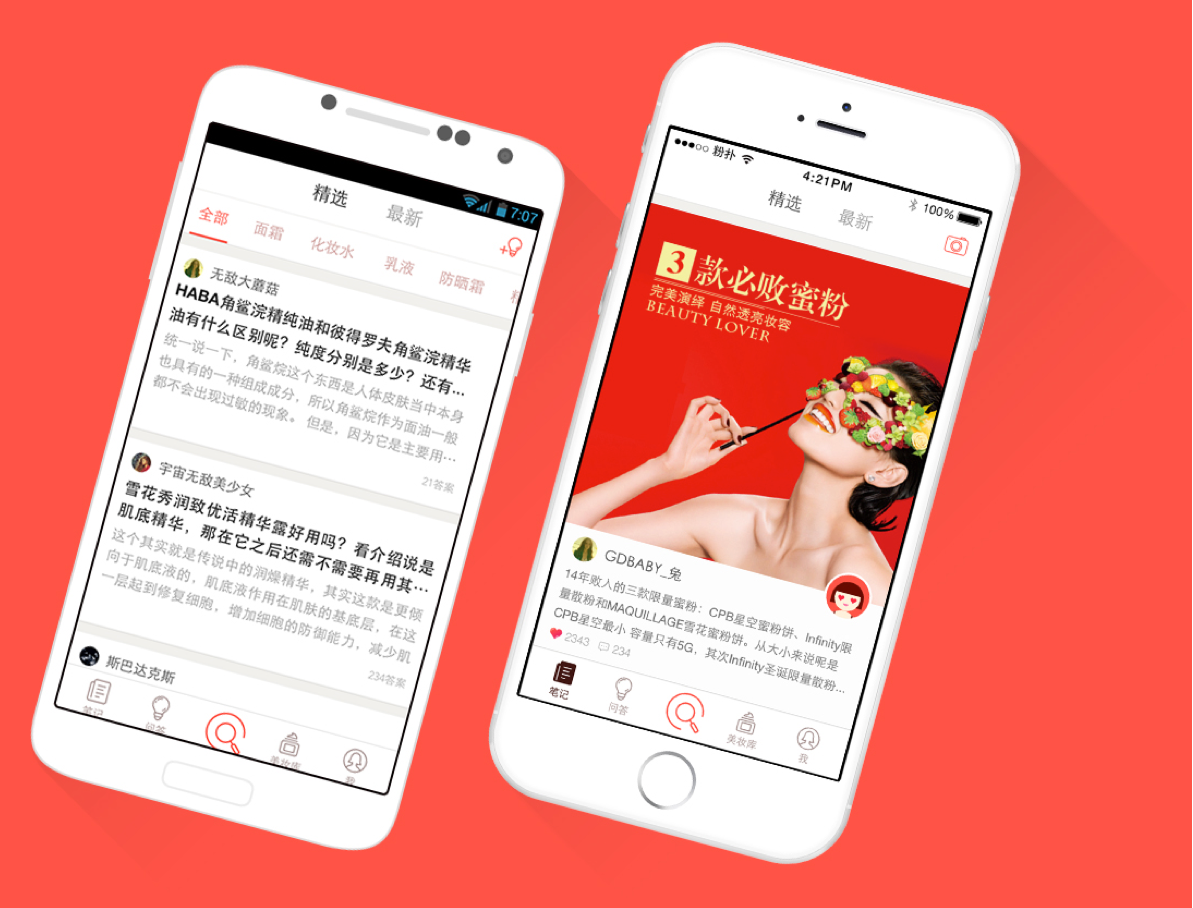 7:07
精选 最新
全部 面霜 化妆水 乳液 防晒霜
无敌大蘑菇
HABA角鲨浣精纯油和彼得罗夫角鲨浣精华
油有什么区别呢？纯度分别是多少？还有...
统一说一下，角鲨烷这个东西是人体皮肤当中本身
也具有的一种组成成分，所以角鲨烷作为面油一般
都不会出现过敏的现象。但是，因为它是主要用…
21答案
宇宙无敌美少女
雪花秀润致优活精华露好用吗？看介绍说是
肌底精华，那在它之后还需不需要再用其…
这个其实就是传说中的润燥精华，其实这款是更倾
向于肌底液的，肌底液作用在肌肤的基底层，在这
一层起到修复细胞，增加细胞的防御能力，减少肌
234答案
斯巴达克斯
笔记 问答 美妆库 我
粉扑 4:21PM 100%
精选 最新
3款必败蜜粉
完美演绎 自然透亮妆容
BEAUTY LOVER
GDBABY_兔
14年败人的三款限量蜜粉：CPB星空蜜粉饼、Infinity限
量散粉和MAQUILLAGE雪花蜜粉饼。从大小来说呢是
CPB星空最小 容量只有5G，其次Infinity圣诞限量散粉...
2343 234
笔记 问答 美妆库 我